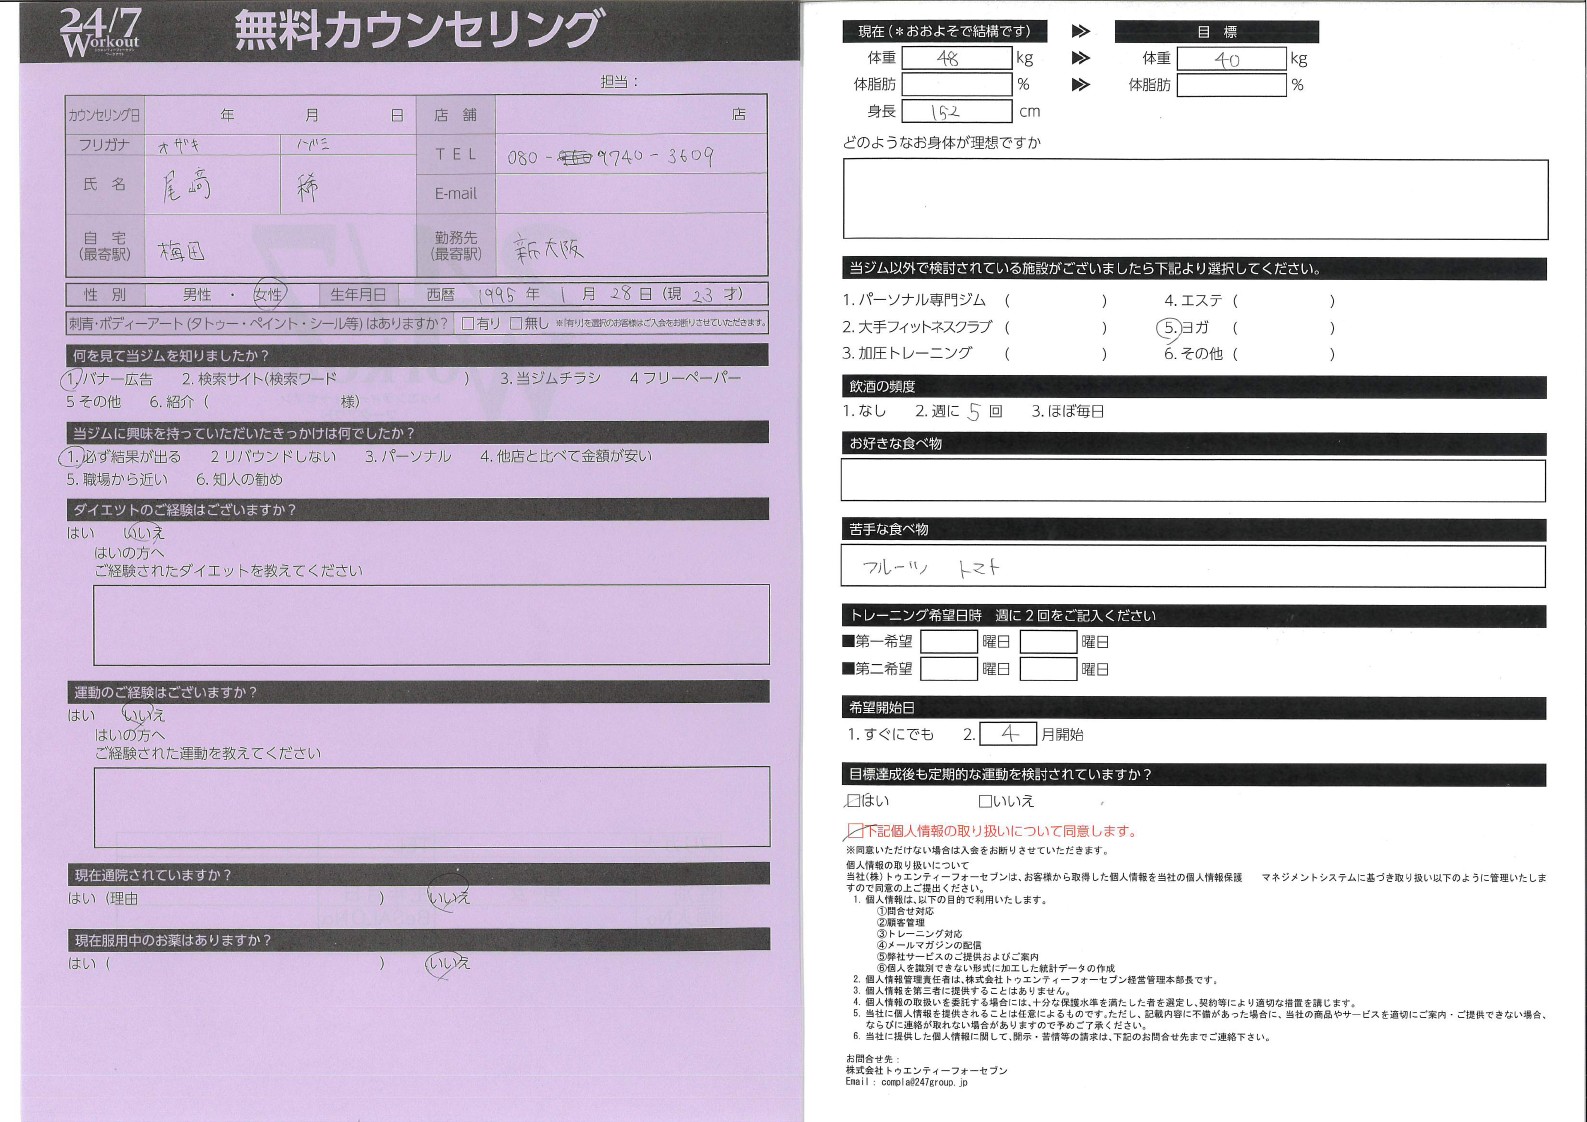 24/7
Workout
無料カウンセリング
担当：
カウンセリング日 年 月 日 店舗 店
フリガナ オザキ ノゾミ
TEL 080-9740-3609
氏名 尾﨑 稀
E-mail
自宅(最寄駅) 梅田 勤務先(最寄駅) 新大阪
性別 男性・女性 生年月日 西暦 1995年 1月 28日(現 23才)
刺青・ボディーアート(タトゥー・ペイント・シール等)はありますか？ □有り □無し ※「有り」を選択のお客様はご入会をお断りさせていただきます。
何を見て当ジムを知りましたか？
1.バナー広告 2.検索サイト(検索ワード ) 3.当ジムチラシ 4フリーペーパー
5その他 6.紹介( 様)
当ジムに興味を持っていただいたきっかけは何でしたか？
1.必ず結果が出る 2リバウンドしない 3.パーソナル 4.他店と比べて金額が安い
5.職場から近い 6.知人の勧め
ダイエットのご経験はございますか？
はい いいえ
はいの方へ
ご経験されたダイエットを教えてください
運動のご経験はございますか？
はい いいえ
はいの方へ
ご経験された運動を教えてください
現在通院されていますか？
はい(理由 ) いいえ
現在服用中のお薬はありますか？
はい( ) いいえ
現在(＊おおよそで結構です) 目標
体重 48 kg 体重 40 kg
体脂肪 % 体脂肪 %
身長 152 cm
どのようなお身体が理想ですか
当ジム以外で検討されている施設がございましたら下記より選択してください。
1.パーソナル専門ジム ( ) 4.エステ ( )
2.大手フィットネスクラブ ( ) 5.ヨガ ( )
3.加圧トレーニング ( ) 6.その他 ( )
飲酒の頻度
1.なし 2.週に 5 回 3.ほぼ毎日
お好きな食べ物
苦手な食べ物
フルーツ トマト
トレーニング希望日時 週に2回をご記入ください
■第一希望 曜日 曜日
■第二希望 曜日 曜日
希望開始日
1.すぐにでも 2. 4 月開始
目標達成後も定期的な運動を検討されていますか？
□はい □いいえ
□下記個人情報の取り扱いについて同意します。
※同意いただけない場合は入会をお断りさせていただきます。
個人情報の取り扱いについて
当社(株)トゥエンティーフォーセブンは、お客様から取得した個人情報を当社の個人情報保護 マネジメントシステムに基づき取り扱い以下のように管理いたしま
すので同意の上ご提出ください。
1. 個人情報は、以下の目的で利用いたします。
①問合せ対応
②顧客管理
③トレーニング対応
④メールマガジンの配信
⑤弊社サービスのご提供およびご案内
⑥個人を識別できない形式に加工した統計データの作成
2. 個人情報管理責任者は、株式会社トゥエンティーフォーセブン経営管理本部長です。
3. 個人情報を第三者に提供することはありません。
4. 個人情報の取扱いを委託する場合には、十分な保護水準を満たした者を選定し、契約等により適切な措置を講じます。
5. 当社に個人情報を提供されることは任意によるものです。ただし、記載内容に不備があった場合に、当社の商品やサービスを適切にご案内・ご提供できない場合、
ならびに連絡が取れない場合がありますので予めご了承ください。
6. 当社に提供した個人情報に関して、開示・苦情等の請求は、下記のお問合せ先までご連絡下さい。
お問合せ先：
株式会社トゥエンティーフォーセブン
Email：compla@247group.jp